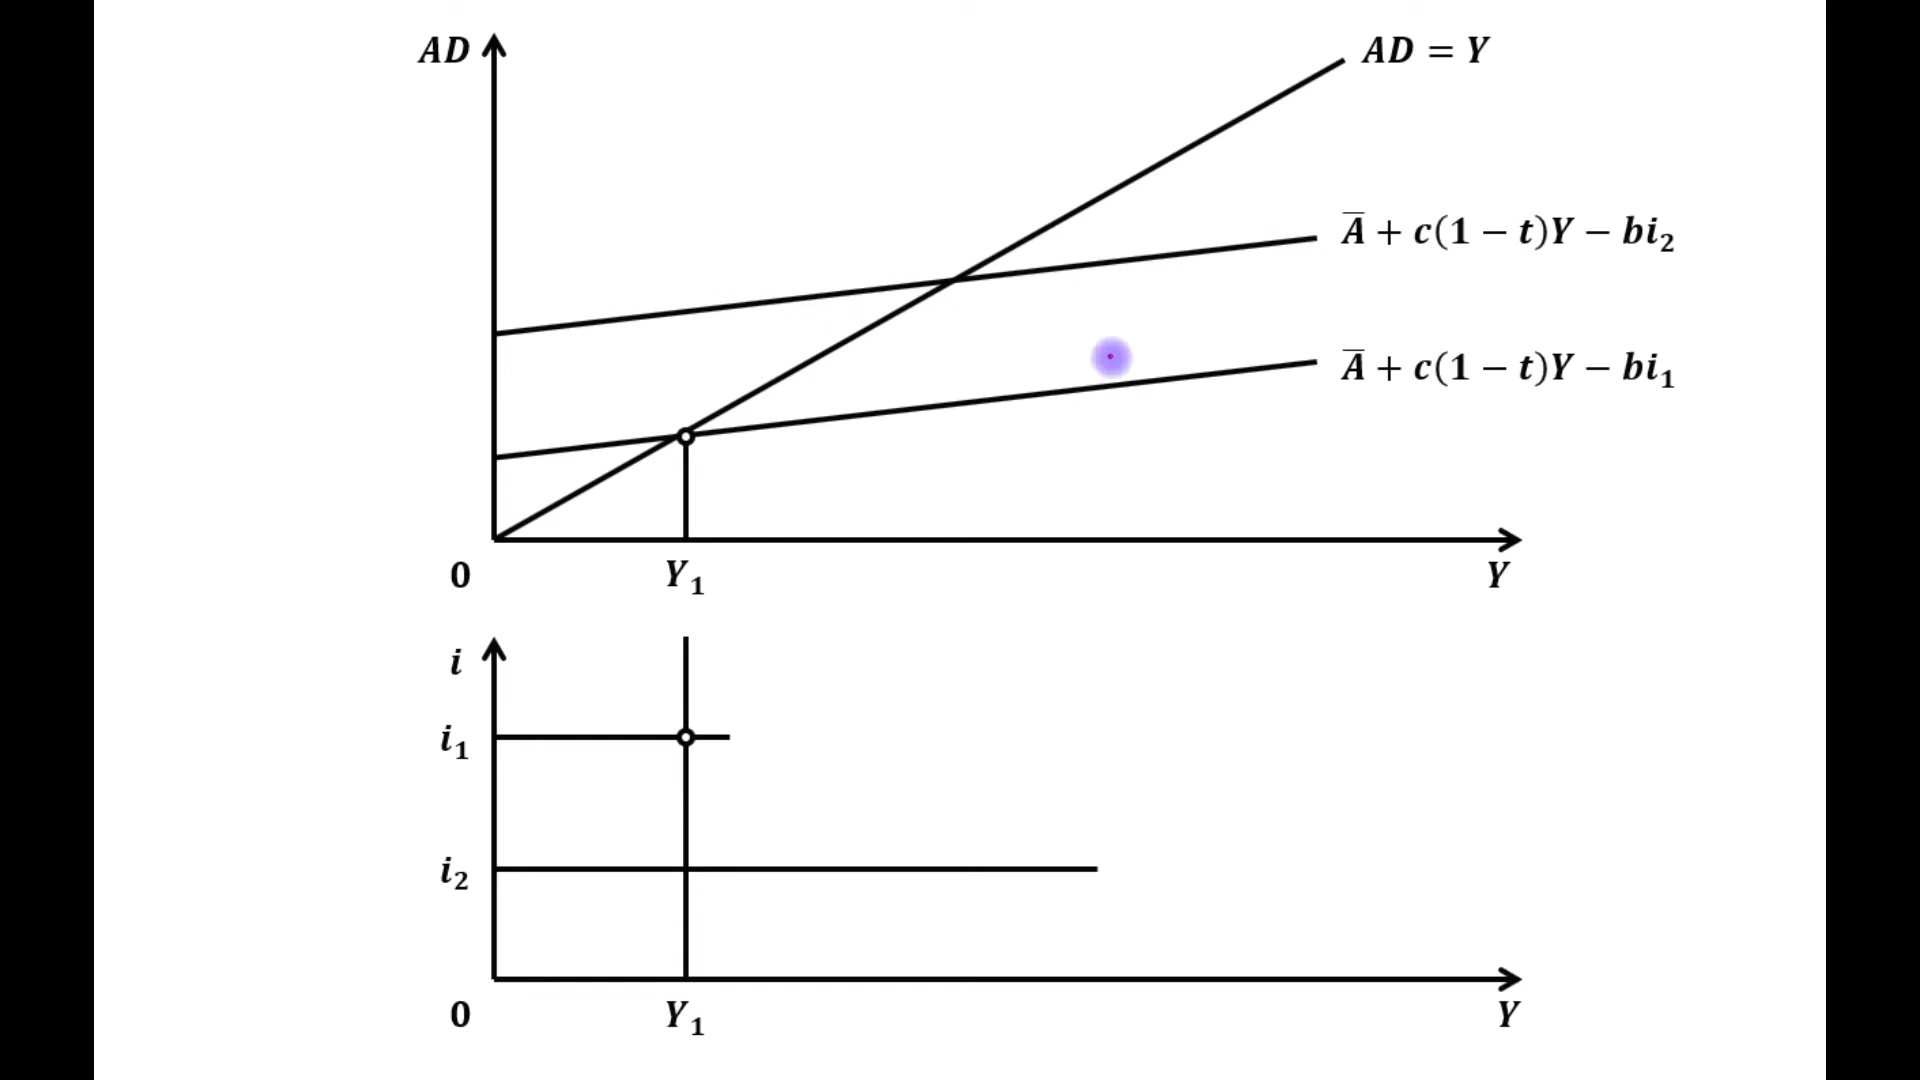 AD
AD = Y
A̅ + c(1 − t)Y − bi₂
A̅ + c(1 − t)Y − bi₁
0
Y₁
Y
i
i₁
i₂
0
Y₁
Y